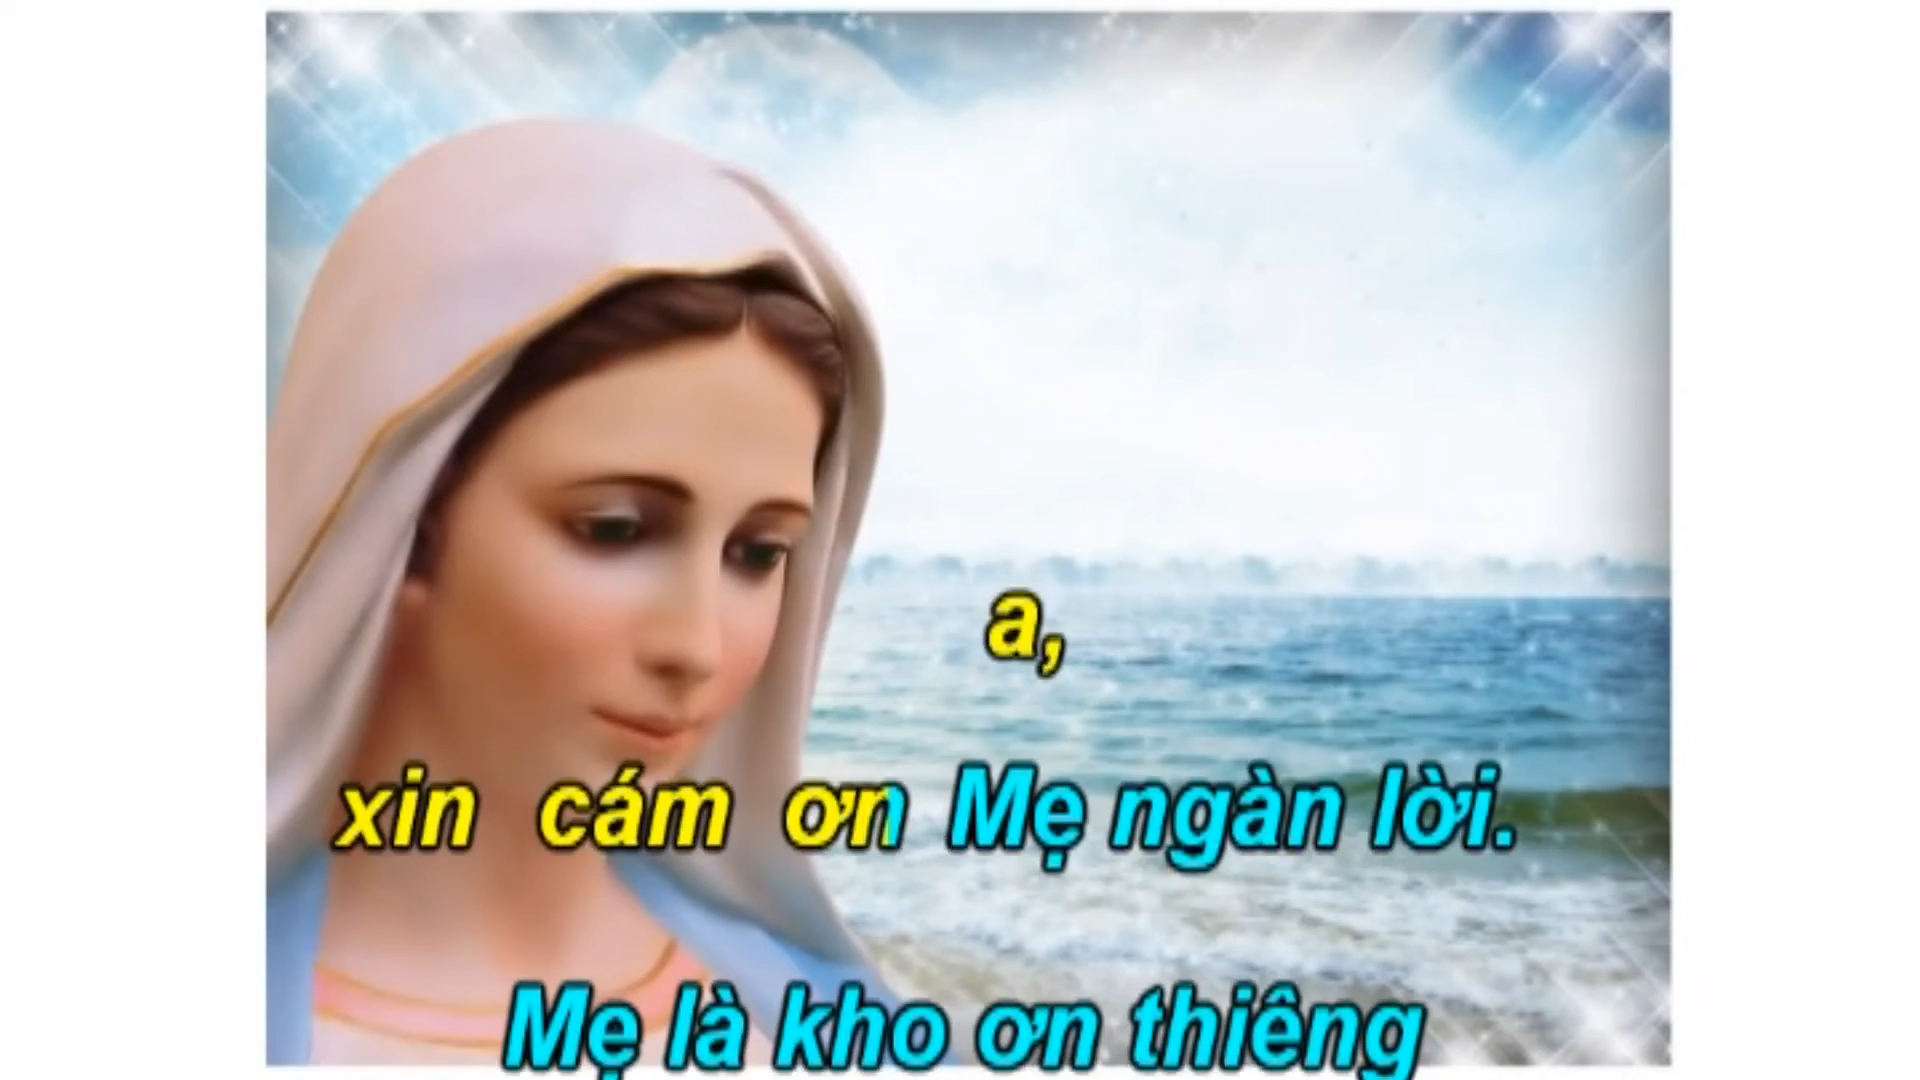 a,
xin cám ơn Mẹ ngàn lời.
Mẹ là kho ơn thiêng